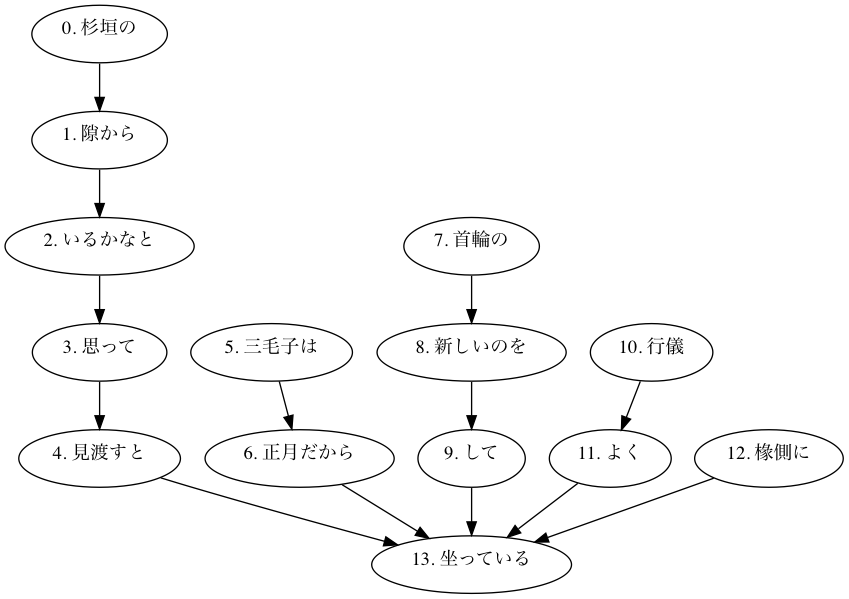 0. 杉垣の
1. 隙から
2. いるかなと
7. 首輪の
3. 思って
5. 三毛子は
8. 新しいのを
10. 行儀
4. 見渡すと
6. 正月だから
9. して
11. よく
12. 椽側に
13. 坐っている